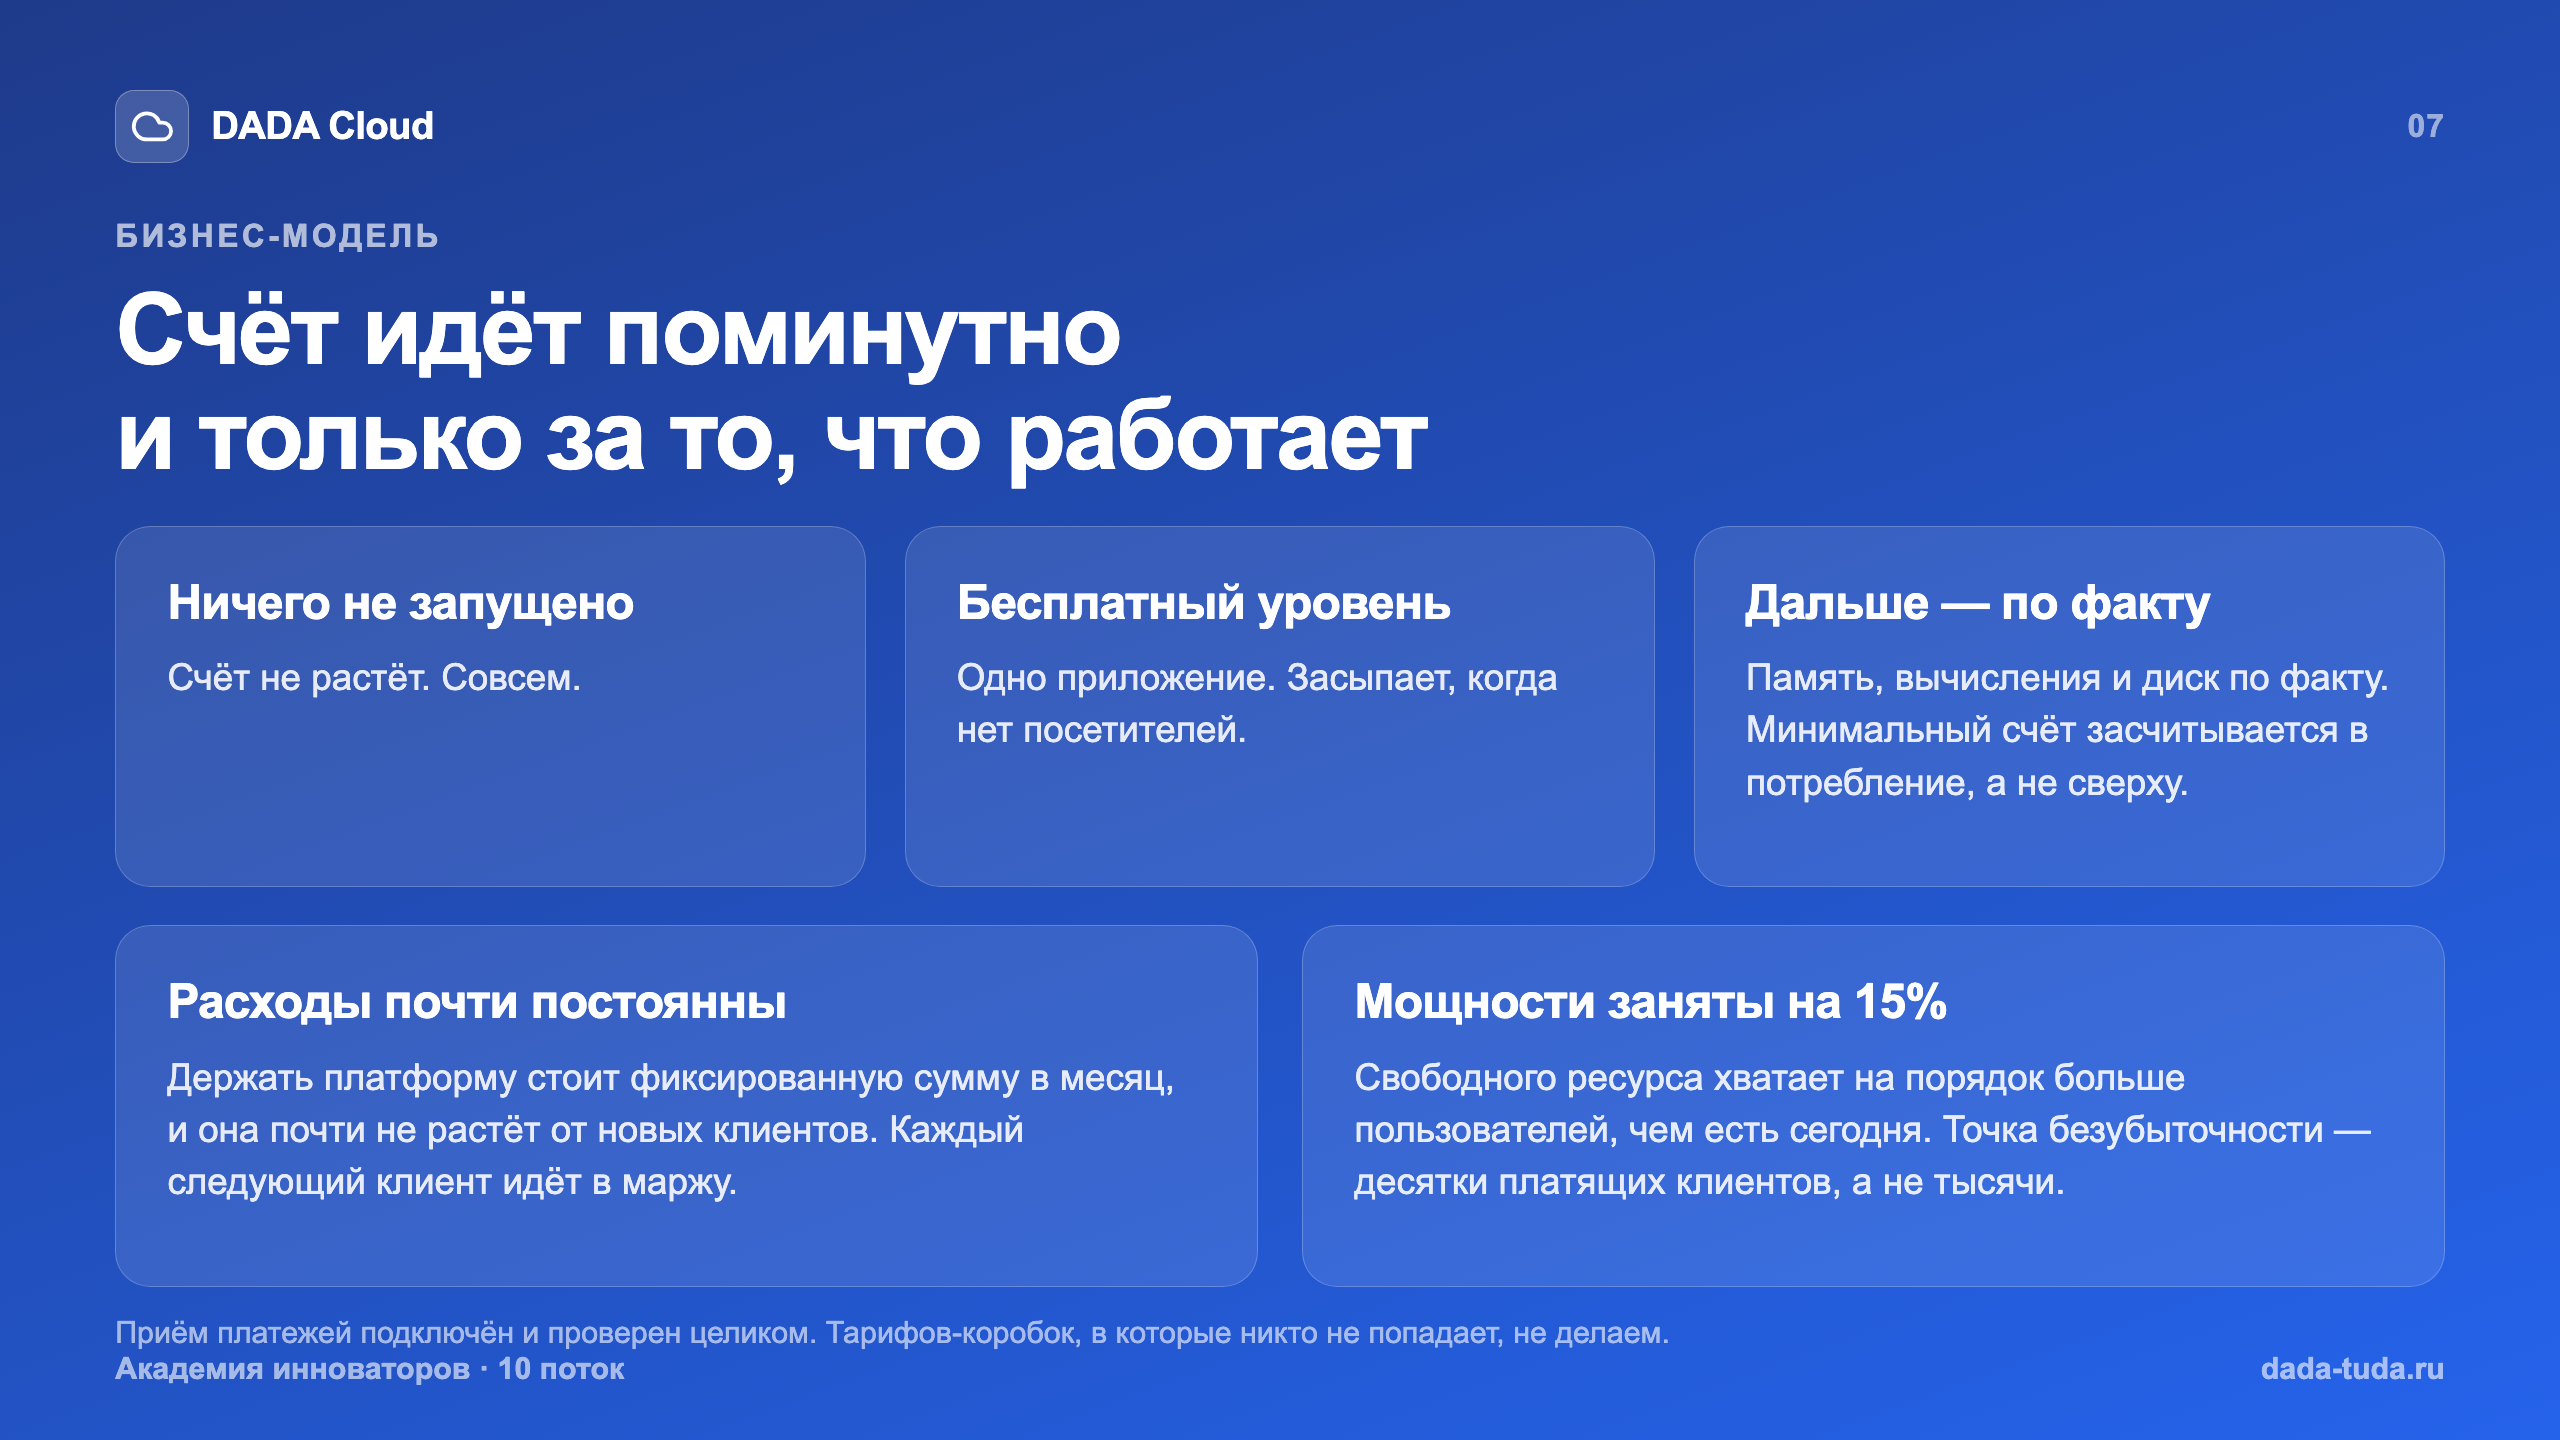 DADA Cloud
07
БИЗНЕС-МОДЕЛЬ
Счёт идёт поминутно
и только за то, что работает
Ничего не запущено
Счёт не растёт. Совсем.
Бесплатный уровень
Одно приложение. Засыпает, когда
нет посетителей.
Дальше — по факту
Память, вычисления и диск по факту.
Минимальный счёт засчитывается в
потребление, а не сверху.
Расходы почти постоянны
Держать платформу стоит фиксированную сумму в месяц,
и она почти не растёт от новых клиентов. Каждый
следующий клиент идёт в маржу.
Мощности заняты на 15%
Свободного ресурса хватает на порядок больше
пользователей, чем есть сегодня. Точка безубыточности —
десятки платящих клиентов, а не тысячи.
Приём платежей подключён и проверен целиком. Тарифов-коробок, в которые никто не попадает, не делаем.
Академия инноваторов · 10 поток
dada-tuda.ru